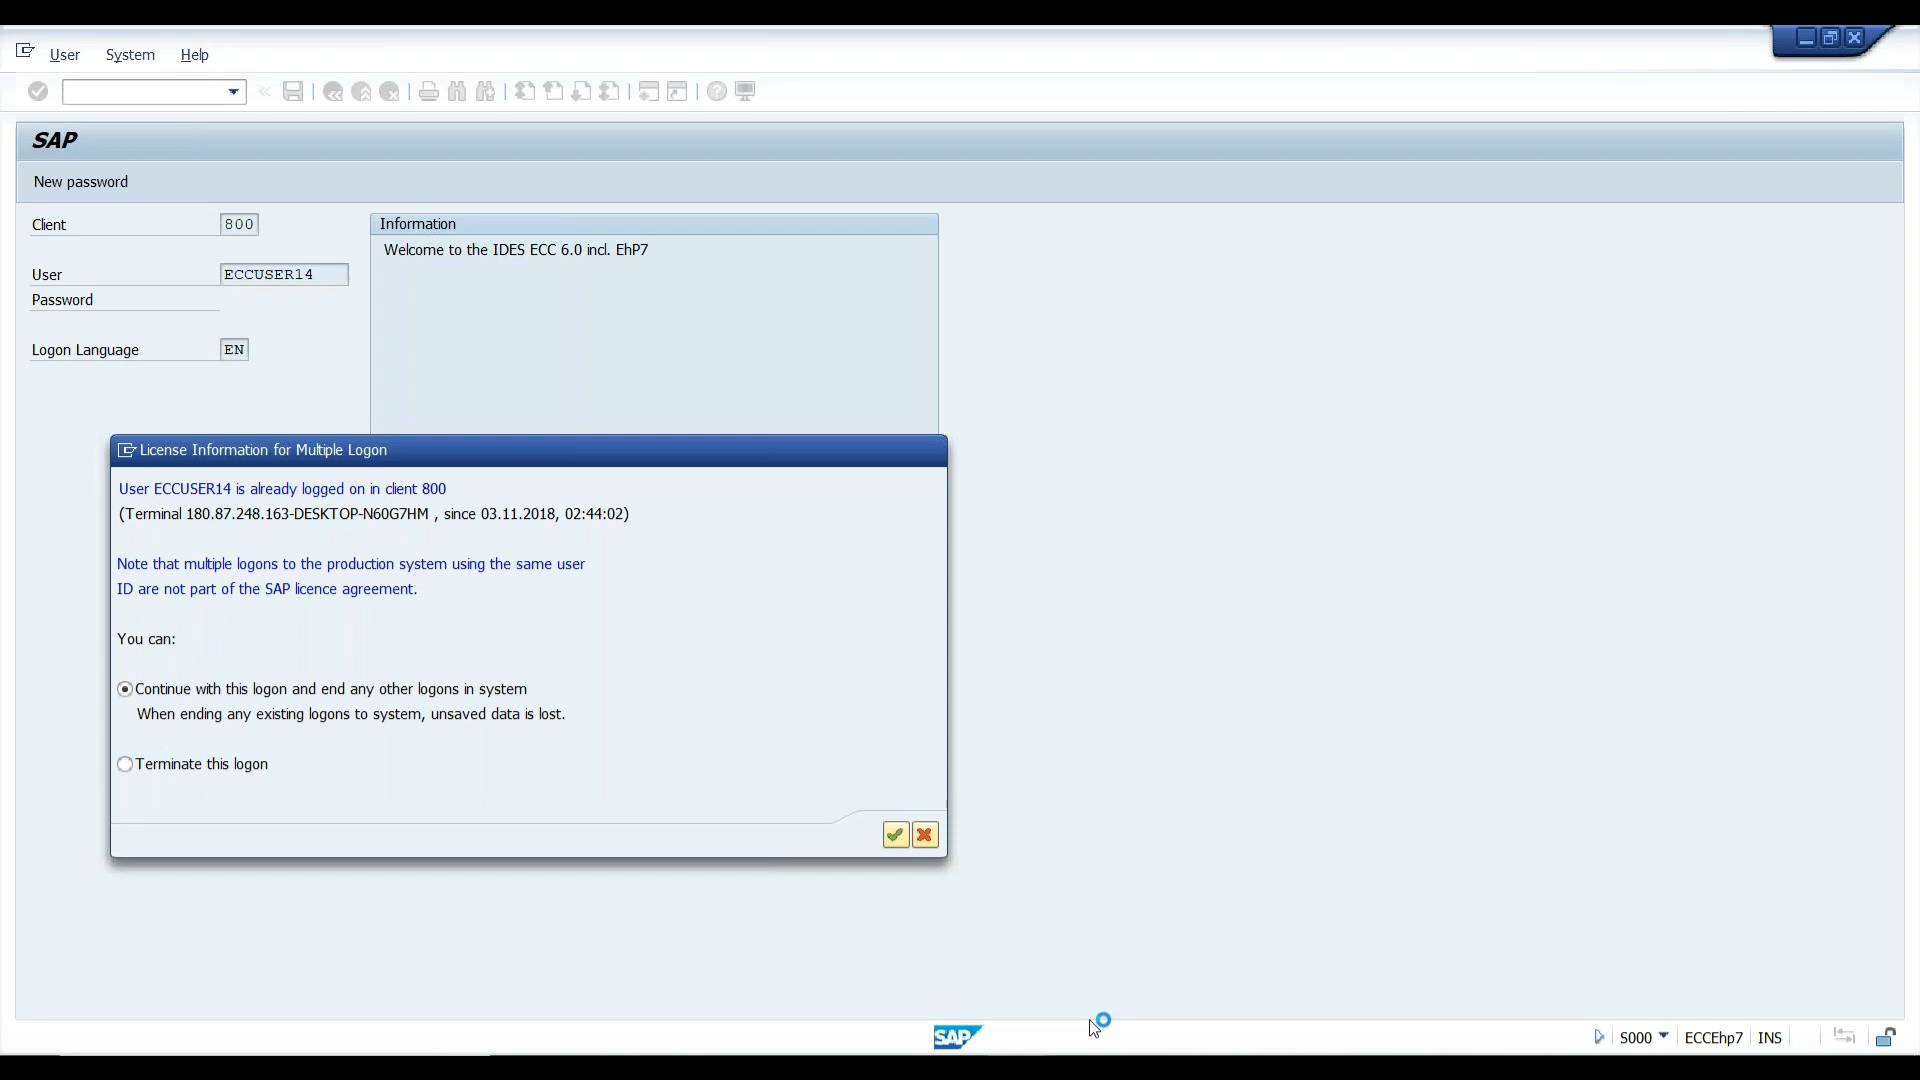 User System Help
SAP
New password
Client 800
Information
Welcome to the IDES ECC 6.0 incl. EhP7
User ECCUSER14
Password
Logon Language EN
License Information for Multiple Logon
User ECCUSER14 is already logged on in client 800
(Terminal 180.87.248.163-DESKTOP-N60G7HM , since 03.11.2018, 02:44:02)
Note that multiple logons to the production system using the same user
ID are not part of the SAP licence agreement.
You can:
Continue with this logon and end any other logons in system
When ending any existing logons to system, unsaved data is lost.
Terminate this logon
SAP
S000 ECCEhp7 INS